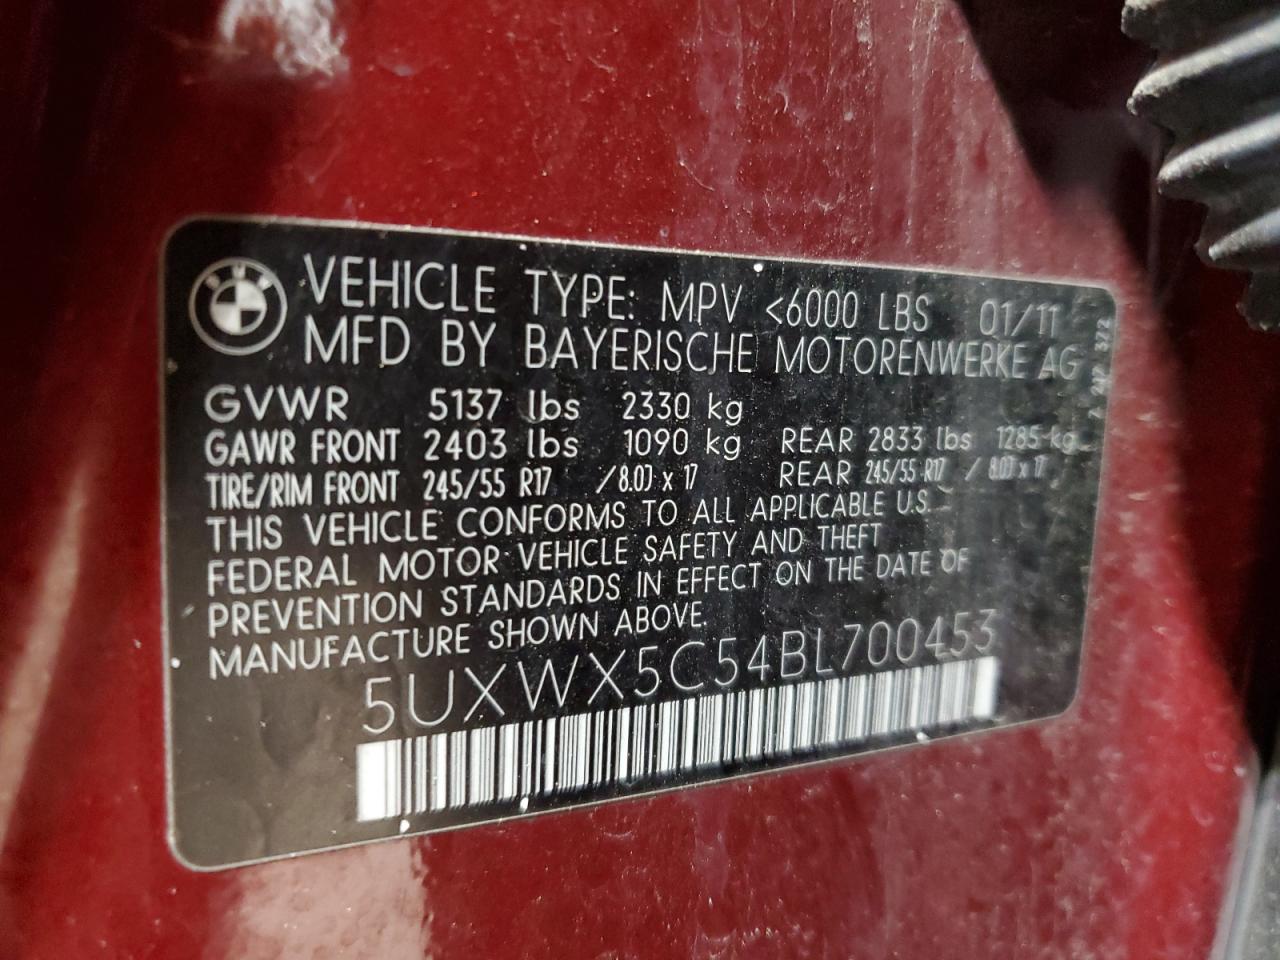 VEHICLE TYPE: MPV <6000 LBS 01/11
MFD BY BAYERISCHE MOTORENWERKE AG
GVWR 5137 lbs 2330 kg
GAWR FRONT 2403 lbs 1090 kg REAR 2833 lbs 1285 kg
TIRE/RIM FRONT 245/55 R17 /8.0J x 17 REAR 245/55 R17 / 8.0J x 17
THIS VEHICLE CONFORMS TO ALL APPLICABLE U.S.
FEDERAL MOTOR VEHICLE SAFETY AND THEFT
PREVENTION STANDARDS IN EFFECT ON THE DATE OF
MANUFACTURE SHOWN ABOVE.
5UXWX5C54BL700453